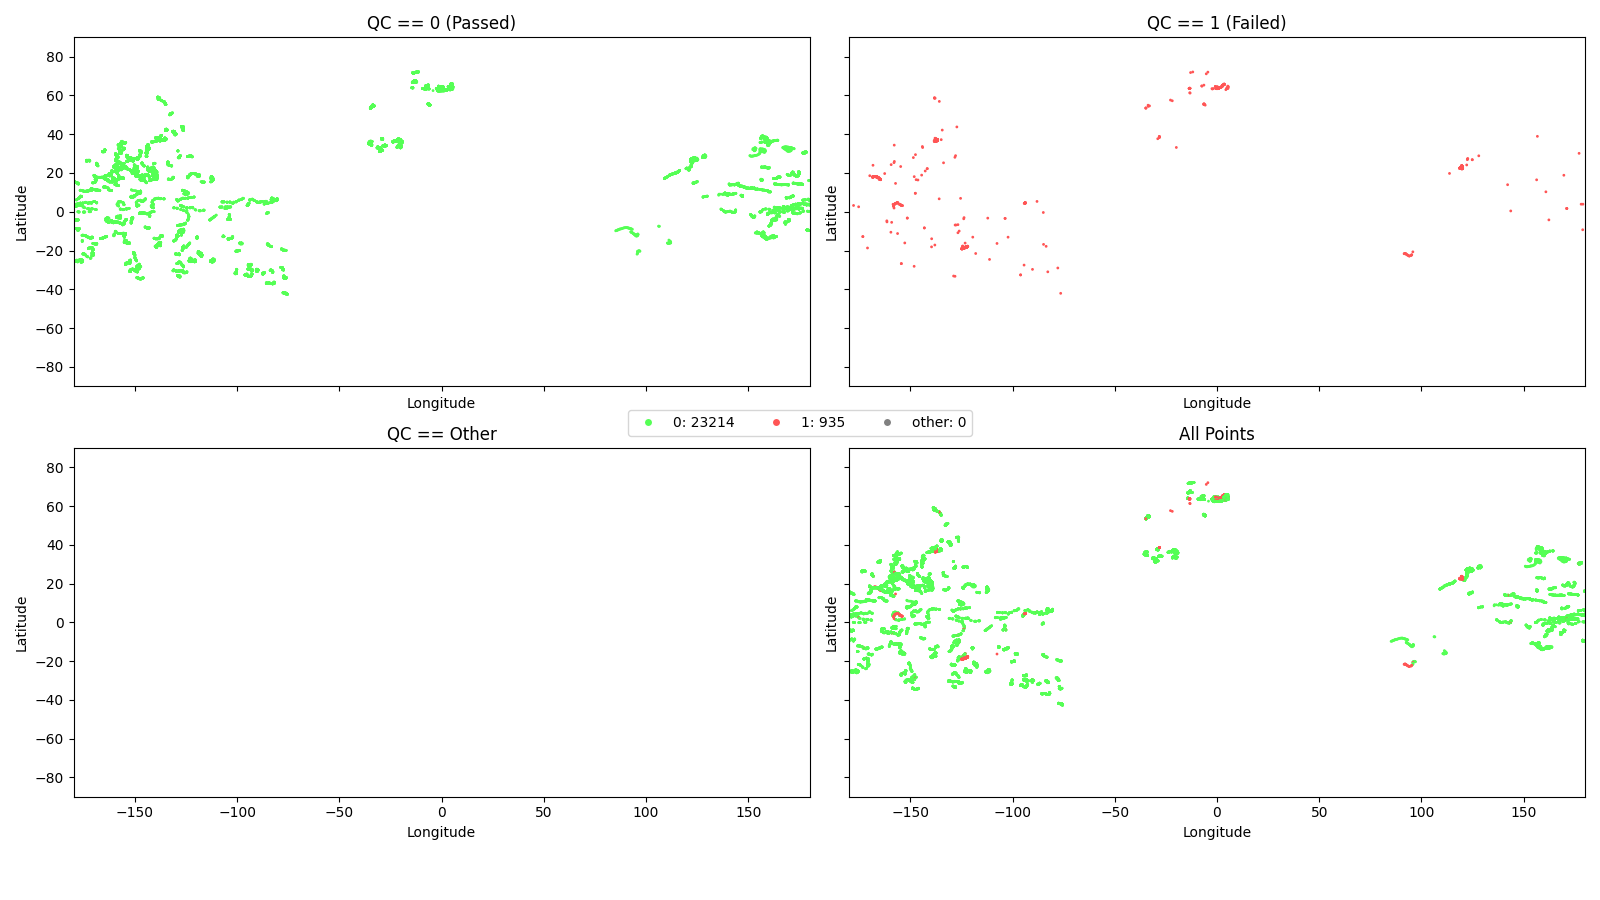 QC == 0 (Passed)
QC == 1 (Failed)
80
60
40
20
0
−20
−40
−60
−80
Latitude
Latitude
Longitude
Longitude
0: 23214
1: 935
other: 0
QC == Other
All Points
80
60
40
20
0
−20
−40
−60
−80
Latitude
Latitude
−150
−100
−50
0
50
100
150
−150
−100
−50
0
50
100
150
Longitude
Longitude